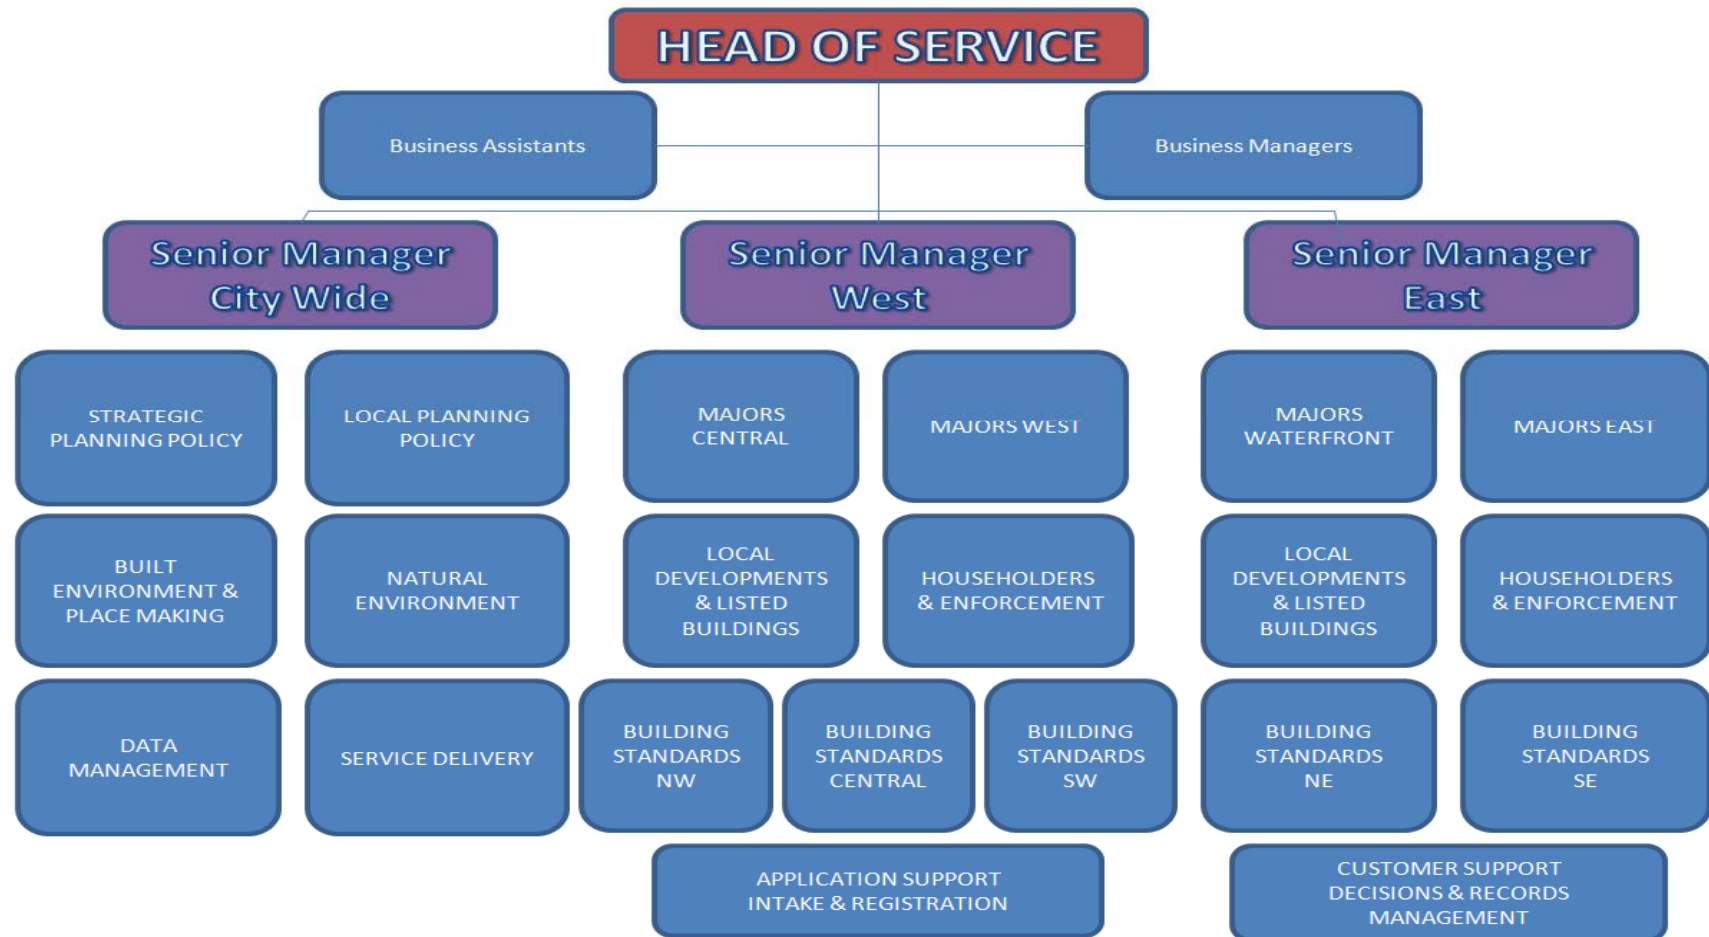 HEAD OF SERVICE
Business Assistants
Business Managers
Senior Manager
City Wide
Senior Manager
West
Senior Manager
East
STRATEGIC
PLANNING POLICY
LOCAL PLANNING
POLICY
MAJORS
CENTRAL
MAJORS WEST
MAJORS
WATERFRONT
MAJORS EAST
BUILT
ENVIRONMENT &
PLACE MAKING
NATURAL
ENVIRONMENT
LOCAL
DEVELOPMENTS
& LISTED
BUILDINGS
HOUSEHOLDERS
& ENFORCEMENT
LOCAL
DEVELOPMENTS
& LISTED
BUILDINGS
HOUSEHOLDERS
& ENFORCEMENT
DATA
MANAGEMENT
SERVICE DELIVERY
BUILDING
STANDARDS
NW
BUILDING
STANDARDS
CENTRAL
BUILDING
STANDARDS
SW
BUILDING
STANDARDS
NE
BUILDING
STANDARDS
SE
APPLICATION SUPPORT
INTAKE & REGISTRATION
CUSTOMER SUPPORT
DECISIONS & RECORDS
MANAGEMENT